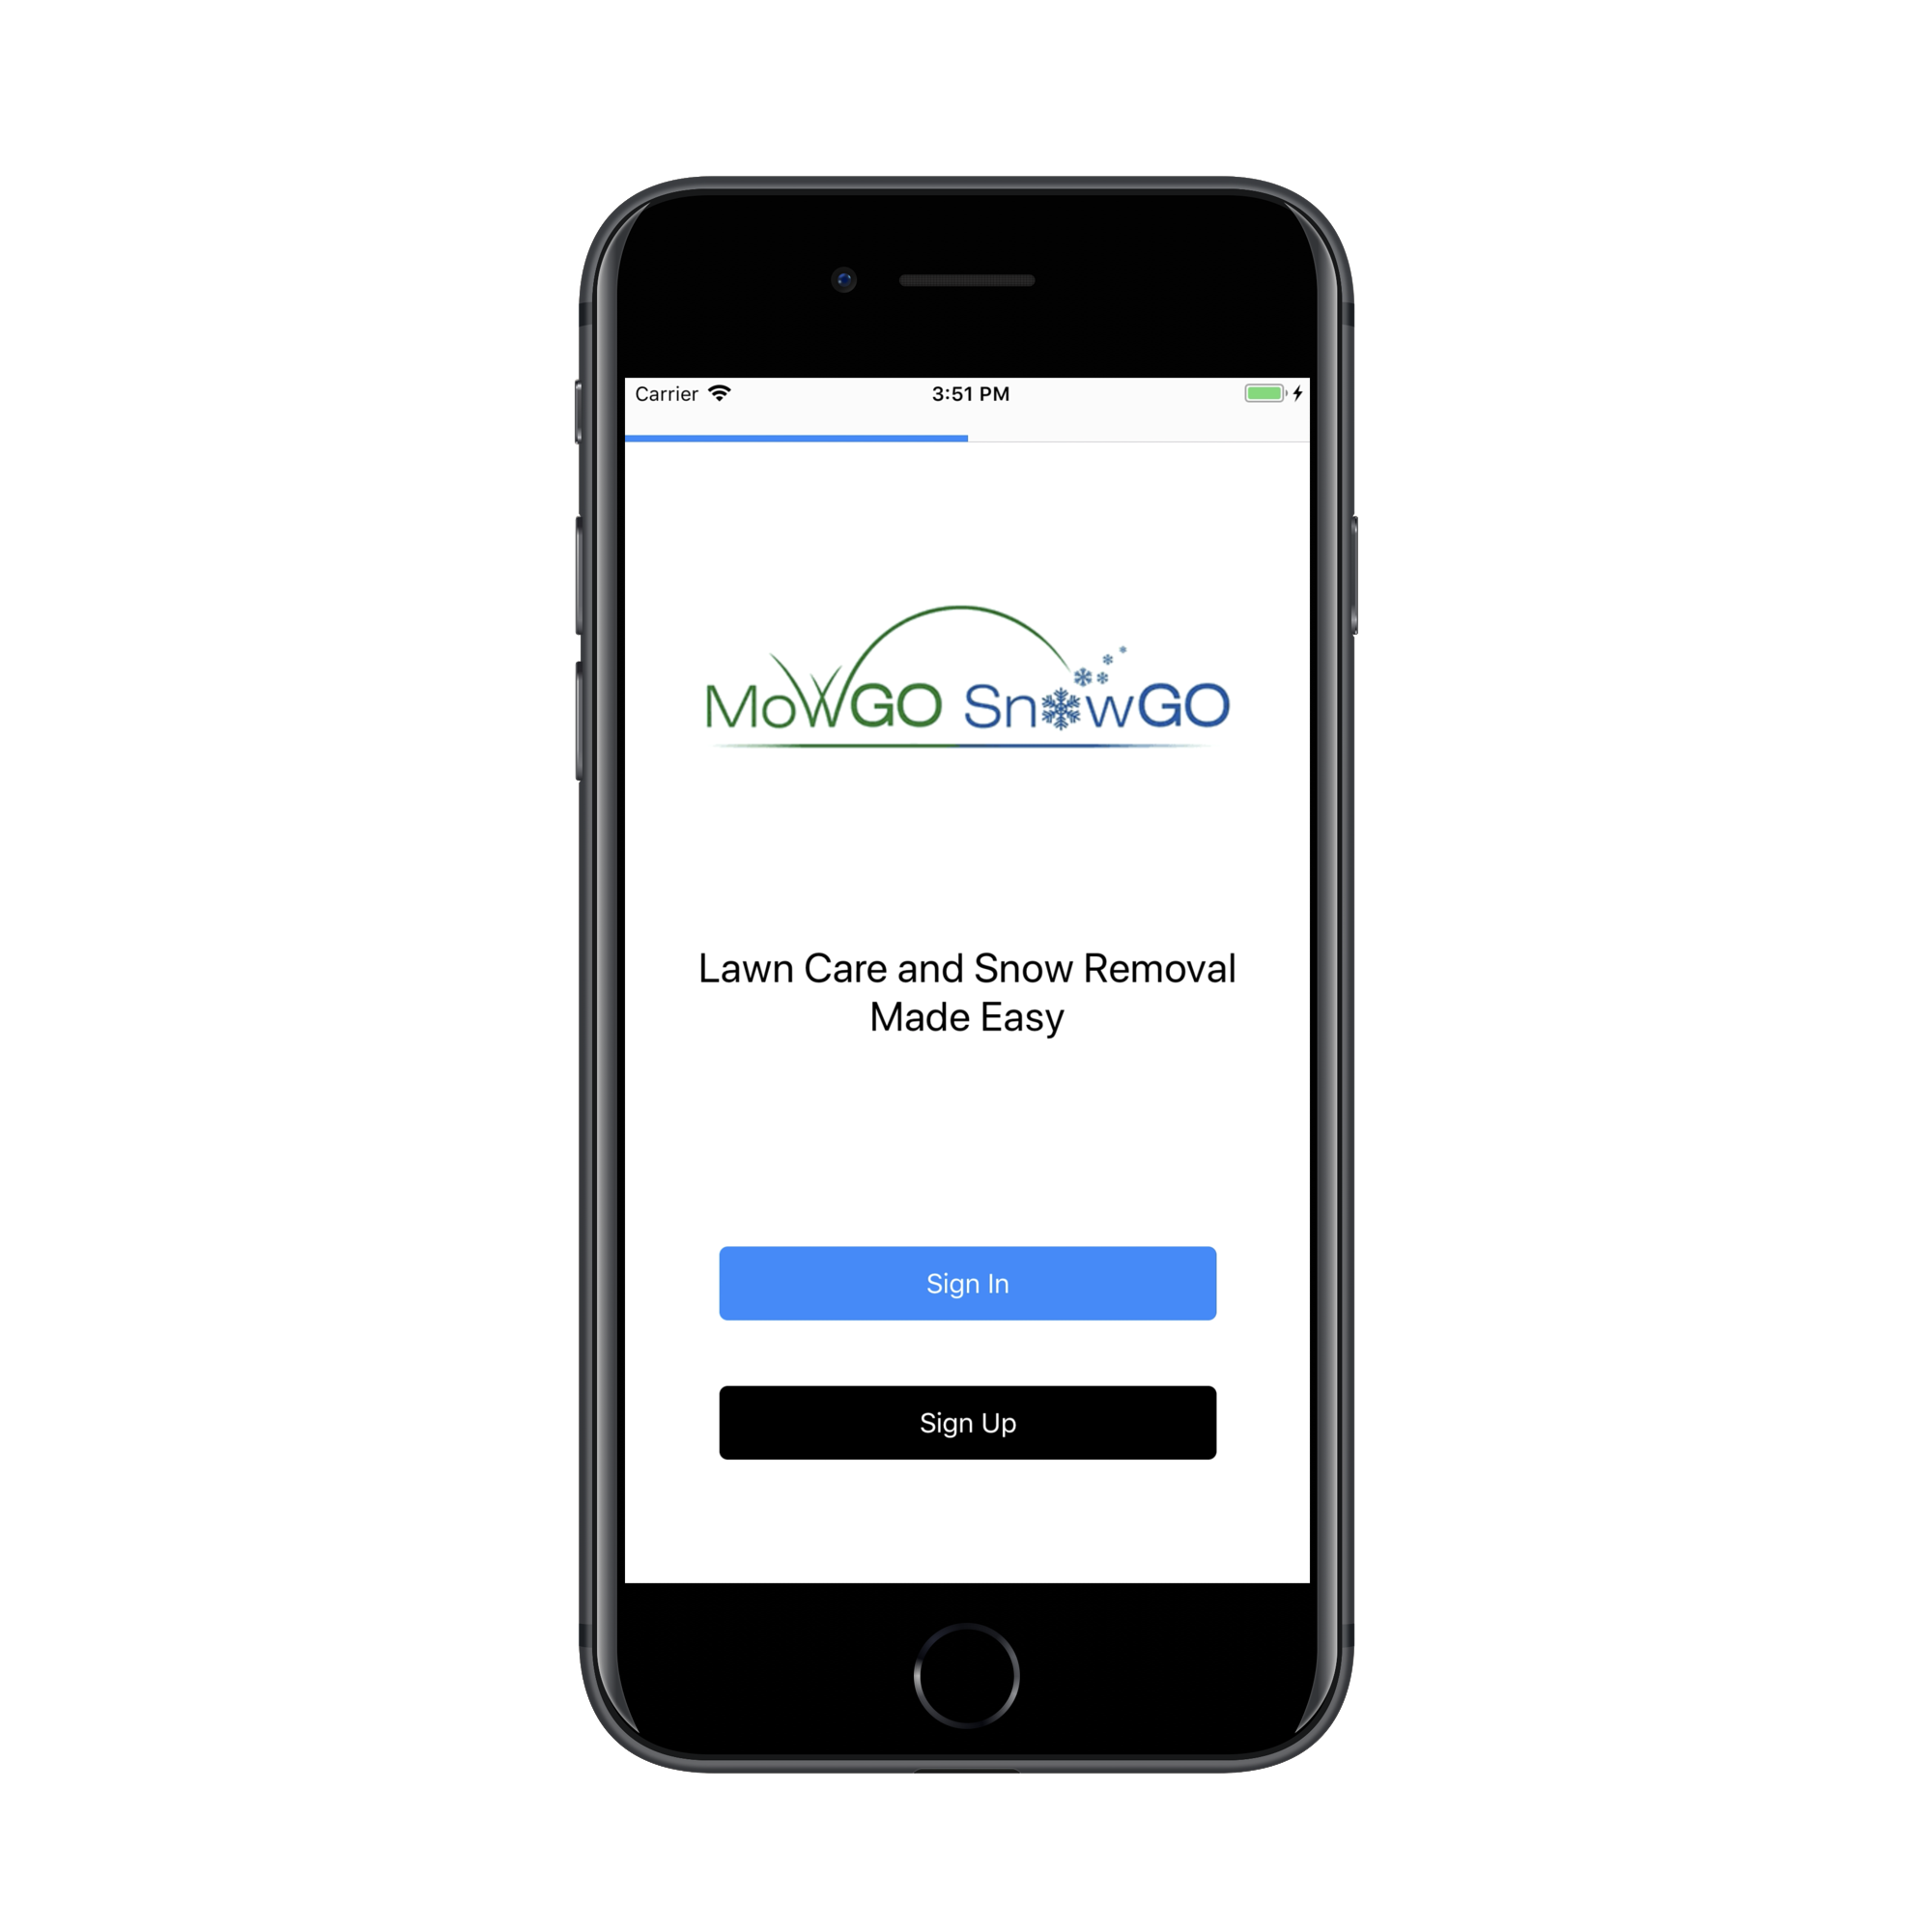 Carrier 3:51 PM
MoWGO SnowGO
Lawn Care and Snow Removal
Made Easy
Sign In
Sign Up